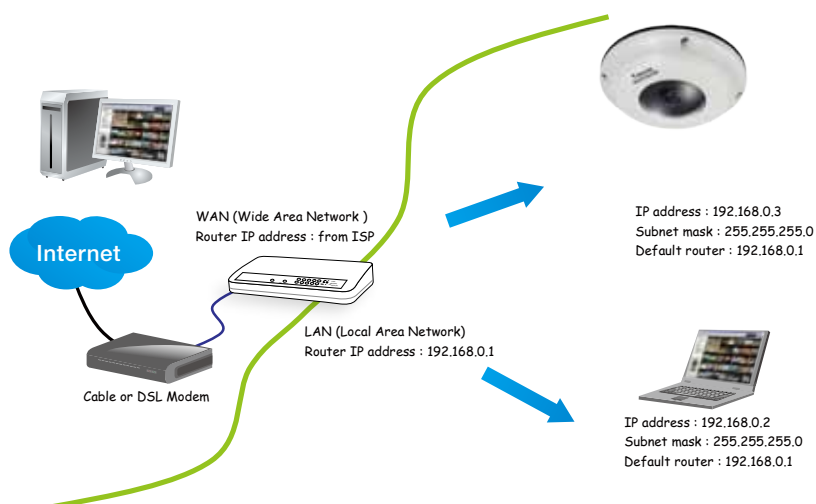 WAN (Wide Area Network )
Router IP address : from ISP
Internet
LAN (Local Area Network)
Router IP address : 192.168.0.1
Cable or DSL Modem
IP address : 192.168.0.3
Subnet mask : 255.255.255.0
Default router : 192.168.0.1
IP address : 192.168.0.2
Subnet mask : 255.255.255.0
Default router : 192.168.0.1